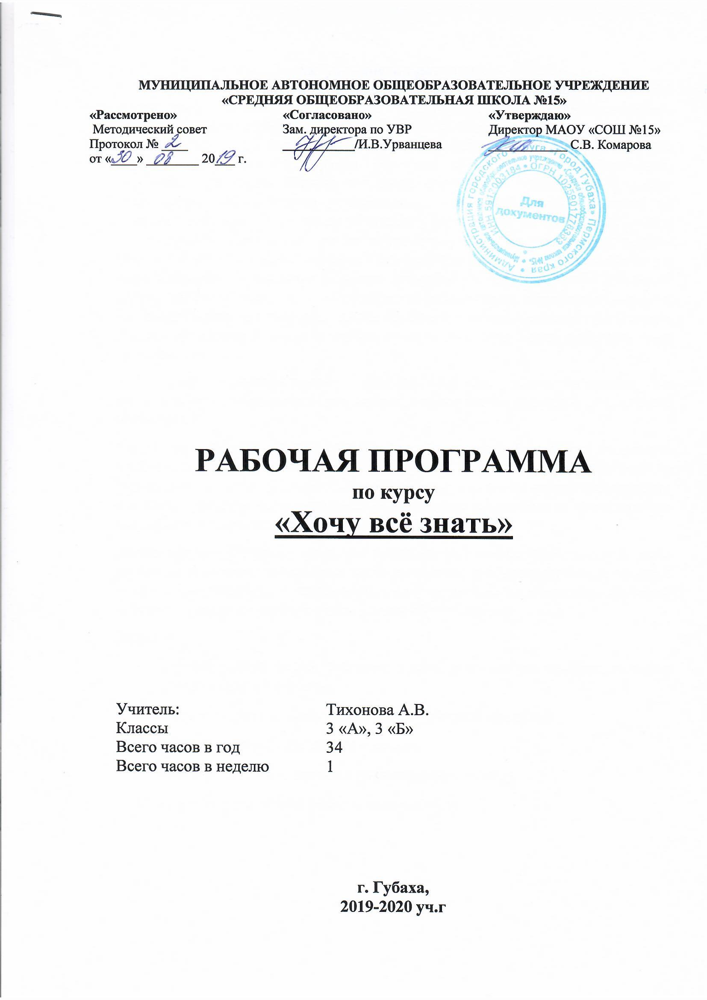 МУНИЦИПАЛЬНОЕ АВТОНОМНОЕ ОБЩЕОБРАЗОВАТЕЛЬНОЕ УЧРЕЖДЕНИЕ
«СРЕДНЯЯ ОБЩЕОБРАЗОВАТЕЛЬНАЯ ШКОЛА №15»
«Рассмотрено» «Согласовано» «Утверждаю»
Методический совет Зам. директора по УВР Директор МАОУ «СОШ №15»
Протокол № 2 /И.В.Урванцева С.В. Комарова
от «30» 08 2019 г.
Администрация городского округа «Город Губаха» Пермского края
ИНН 5913003184 • ОГРН 1025901778393
Для
документов
РАБОЧАЯ ПРОГРАММА
по курсу
«Хочу всё знать»
Учитель: Тихонова А.В.
Классы 3 «А», 3 «Б»
Всего часов в год 34
Всего часов в неделю 1
г. Губаха,
2019-2020 уч.г